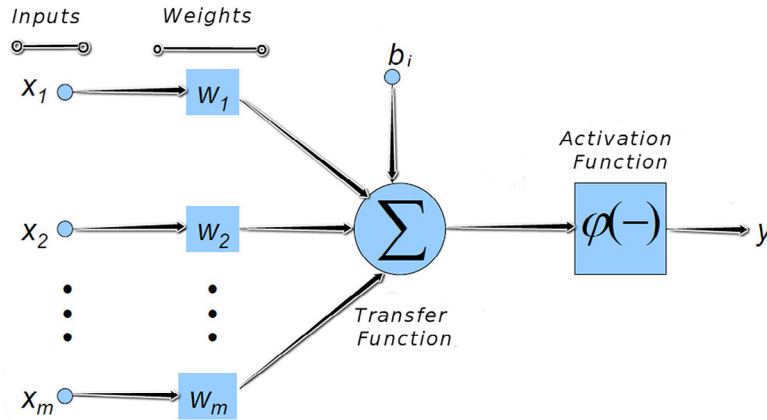 Inputs
Weights
x1
w1
bi
Activation
Function
x2
w2
Σ
φ(−)
y
Transfer
Function
xm
wm